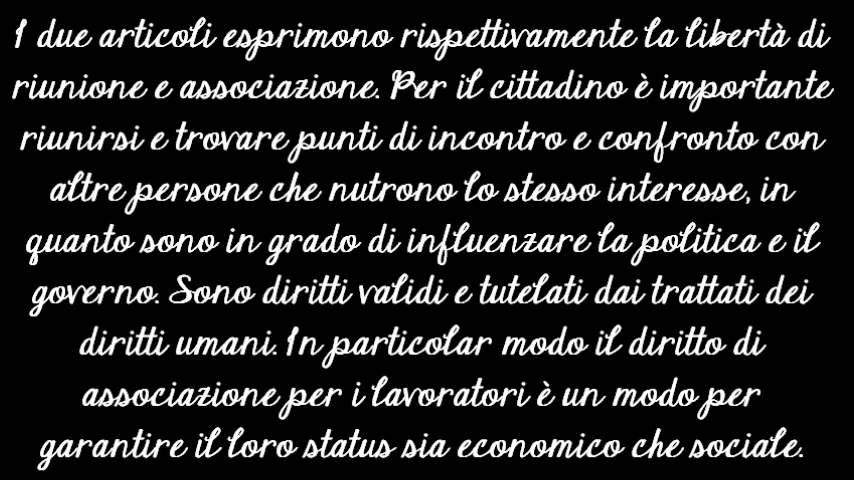 I due articoli esprimono rispettivamente la libertà di
riunione e associazione. Per il cittadino è importante
riunirsi e trovare punti di incontro e confronto con
altre persone che nutrono lo stesso interesse, in
quanto sono in grado di influenzare la politica e il
governo. Sono diritti validi e tutelati dai trattati dei
diritti umani. In particolar modo il diritto di
associazione per i lavoratori è un modo per
garantire il loro status sia economico che sociale.